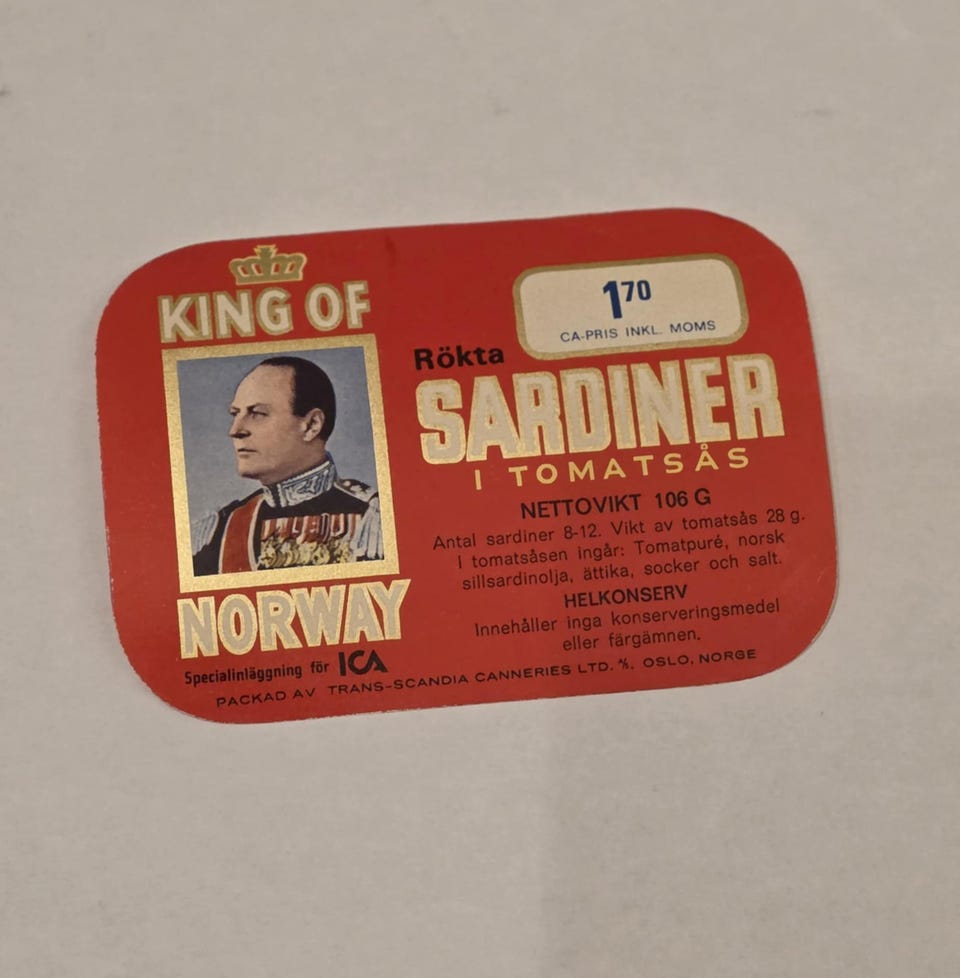 KING OF
NORWAY
Specialinläggning för ICA
1 70
CA-PRIS INKL. MOMS
Rökta
SARDINER
I TOMATSÅS
NETTOVIKT 106 G
Antal sardiner 8-12. Vikt av tomatsås 28 g.
I tomatsåsen ingår: Tomatpuré, norsk
sillsardinolja, ättika, socker och salt.
HELKONSERV
Innehåller inga konserveringsmedel
eller färgämnen.
PACKAD AV TRANS-SCANDIA CANNERIES LTD. A/S. OSLO, NORGE